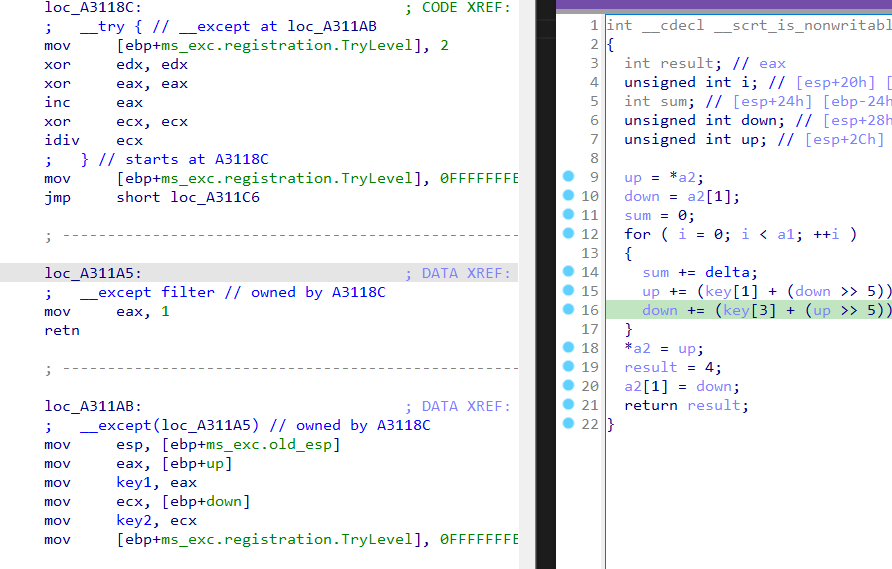 loc_A3118C: ; CODE XREF:
; __try { // __except at loc_A311AB
mov [ebp+ms_exc.registration.TryLevel], 2
xor edx, edx
xor eax, eax
inc eax
xor ecx, ecx
idiv ecx
; } // starts at A3118C
mov [ebp+ms_exc.registration.TryLevel], 0FFFFFFFE
jmp short loc_A311C6
; ---------------------------------------------------------
loc_A311A5: ; DATA XREF:
; __except filter // owned by A3118C
mov eax, 1
retn
; ---------------------------------------------------------
loc_A311AB: ; DATA XREF:
; __except(loc_A311A5) // owned by A3118C
mov esp, [ebp+ms_exc.old_esp]
mov eax, [ebp+up]
mov key1, eax
mov ecx, [ebp+down]
mov key2, ecx
mov [ebp+ms_exc.registration.TryLevel], 0FFFFFFFE
1 int __cdecl __scrt_is_nonwritabl
2 {
3 int result; // eax
4 unsigned int i; // [esp+20h] [
5 int sum; // [esp+24h] [ebp-24h
6 unsigned int down; // [esp+28h
7 unsigned int up; // [esp+2Ch]
8
9 up = *a2;
10 down = a2[1];
11 sum = 0;
12 for ( i = 0; i < a1; ++i )
13 {
14 sum += delta;
15 up += (key[1] + (down >> 5))
16 down += (key[3] + (up >> 5))
17 }
18 *a2 = up;
19 result = 4;
20 a2[1] = down;
21 return result;
22 }